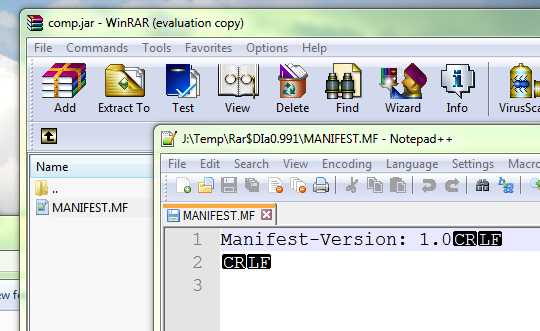 comp.jar - WinRAR (evaluation copy)
File Commands Tools Favorites Options Help
Add Extract To Test View Delete Find Wizard Info VirusSca
J:\Temp\Rar$DIa0.991\MANIFEST.MF - Notepad++
Name
File Edit Search View Encoding Language Settings Macro
..
MANIFEST.MF
MANIFEST.MF
1 Manifest-Version: 1.0CRLF
2 CRLF
3
ew fo